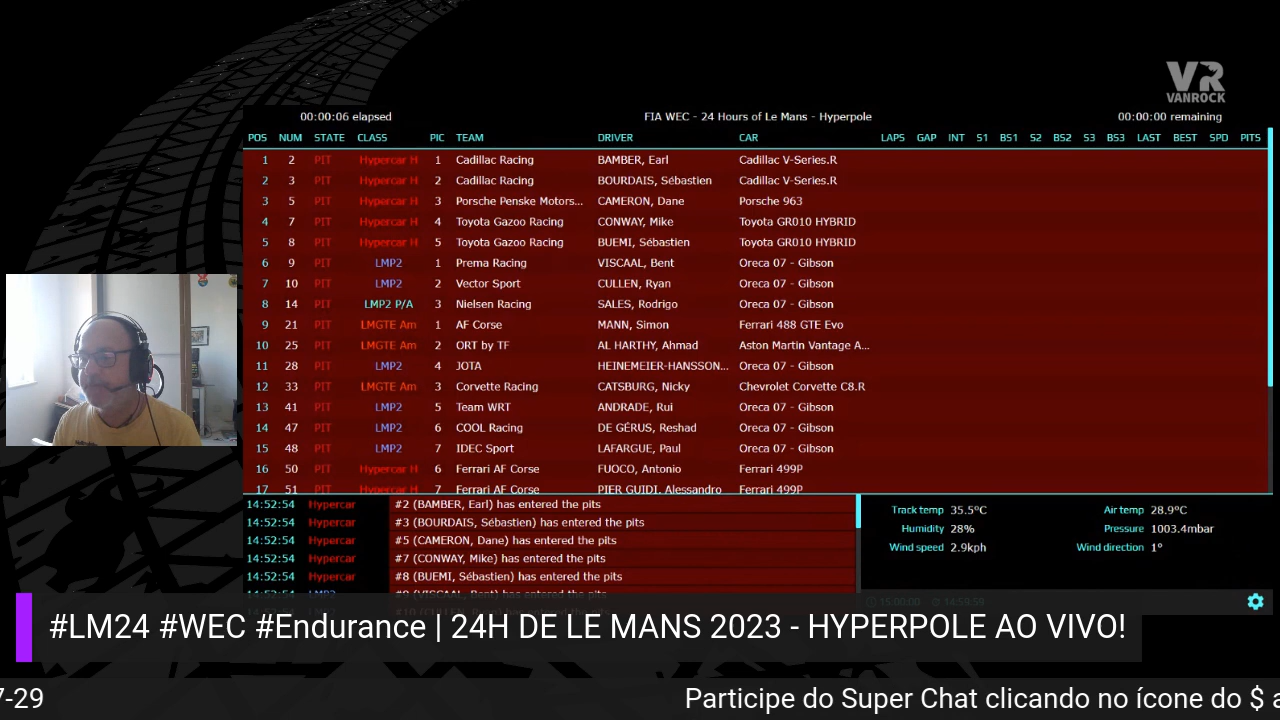 VR
VANROCK
00:00:06 elapsed FIA WEC - 24 Hours of Le Mans - Hyperpole 00:00:00 remaining
POS NUM STATE CLASS PIC TEAM DRIVER CAR LAPS GAP INT S1 BS1 S2 BS2 S3 BS3 LAST BEST SPD PITS
1 2 PIT Hypercar H 1 Cadillac Racing BAMBER, Earl Cadillac V-Series.R
2 3 PIT Hypercar H 2 Cadillac Racing BOURDAIS, Sébastien Cadillac V-Series.R
3 5 PIT Hypercar H 3 Porsche Penske Motors... CAMERON, Dane Porsche 963
4 7 PIT Hypercar H 4 Toyota Gazoo Racing CONWAY, Mike Toyota GR010 HYBRID
5 8 PIT Hypercar H 5 Toyota Gazoo Racing BUEMI, Sébastien Toyota GR010 HYBRID
6 9 PIT LMP2 1 Prema Racing VISCAAL, Bent Oreca 07 - Gibson
7 10 PIT LMP2 2 Vector Sport CULLEN, Ryan Oreca 07 - Gibson
8 14 PIT LMP2 P/A 3 Nielsen Racing SALES, Rodrigo Oreca 07 - Gibson
9 21 PIT LMGTE Am 1 AF Corse MANN, Simon Ferrari 488 GTE Evo
10 25 PIT LMGTE Am 2 ORT by TF AL HARTHY, Ahmad Aston Martin Vantage A...
11 28 PIT LMP2 4 JOTA HEINEMEIER-HANSSON... Oreca 07 - Gibson
12 33 PIT LMGTE Am 3 Corvette Racing CATSBURG, Nicky Chevrolet Corvette C8.R
13 41 PIT LMP2 5 Team WRT ANDRADE, Rui Oreca 07 - Gibson
14 47 PIT LMP2 6 COOL Racing DE GÉRUS, Reshad Oreca 07 - Gibson
15 48 PIT LMP2 7 IDEC Sport LAFARGUE, Paul Oreca 07 - Gibson
16 50 PIT Hypercar H 6 Ferrari AF Corse FUOCO, Antonio Ferrari 499P
17 51 PIT Hypercar H 7 Ferrari AF Corse PIER GUIDI, Alessandro Ferrari 499P
14:52:54 Hypercar #2 (BAMBER, Earl) has entered the pits
14:52:54 Hypercar #3 (BOURDAIS, Sébastien) has entered the pits
14:52:54 Hypercar #5 (CAMERON, Dane) has entered the pits
14:52:54 Hypercar #7 (CONWAY, Mike) has entered the pits
14:52:54 Hypercar #8 (BUEMI, Sébastien) has entered the pits
Track temp 35.5°C Air temp 28.9°C
Humidity 28% Pressure 1003.4mbar
Wind speed 2.9kph Wind direction 1°
#LM24 #WEC #Endurance | 24H DE LE MANS 2023 - HYPERPOLE AO VIVO!
7-29 Participe do Super Chat clicando no ícone do $ a